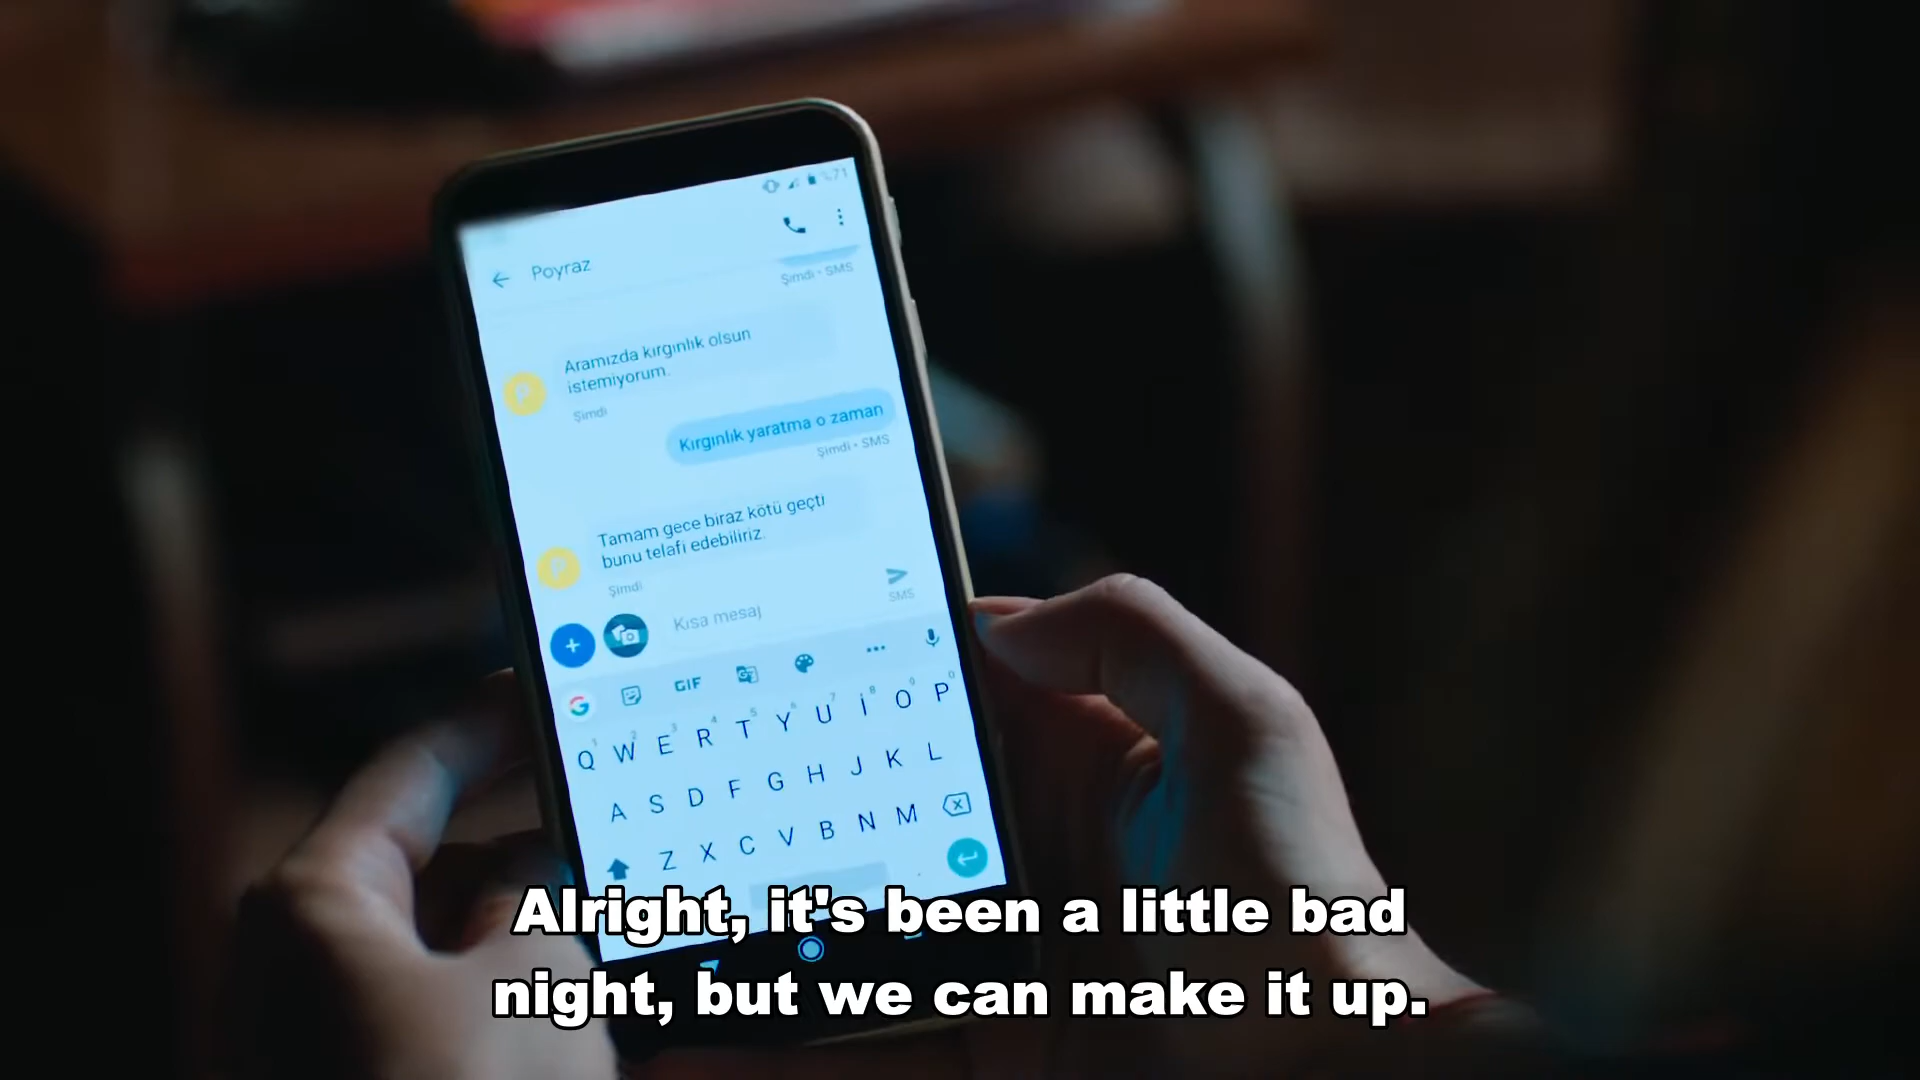 %71
Poyraz
Şimdi • SMS
Aramızda kırgınlık olsun
istemiyorum.
Şimdi
Kırgınlık yaratma o zaman
Şimdi • SMS
Tamam gece biraz kötü geçti
bunu telafi edebiliriz.
Şimdi
Kısa mesaj
SMS
GIF
Q W E R T Y U İ O P
A S D F G H J K L
Z X C V B N M
Alright, it's been a little bad
night, but we can make it up.